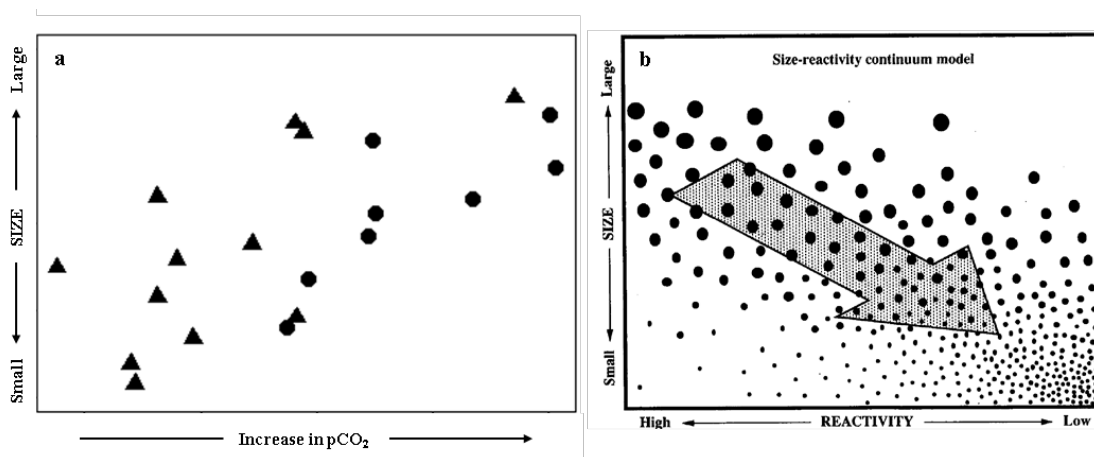 a
Large
SIZE
Small
Increase in pCO₂
b
Size-reactivity continuum model
Large
SIZE
Small
High
REACTIVITY
Low